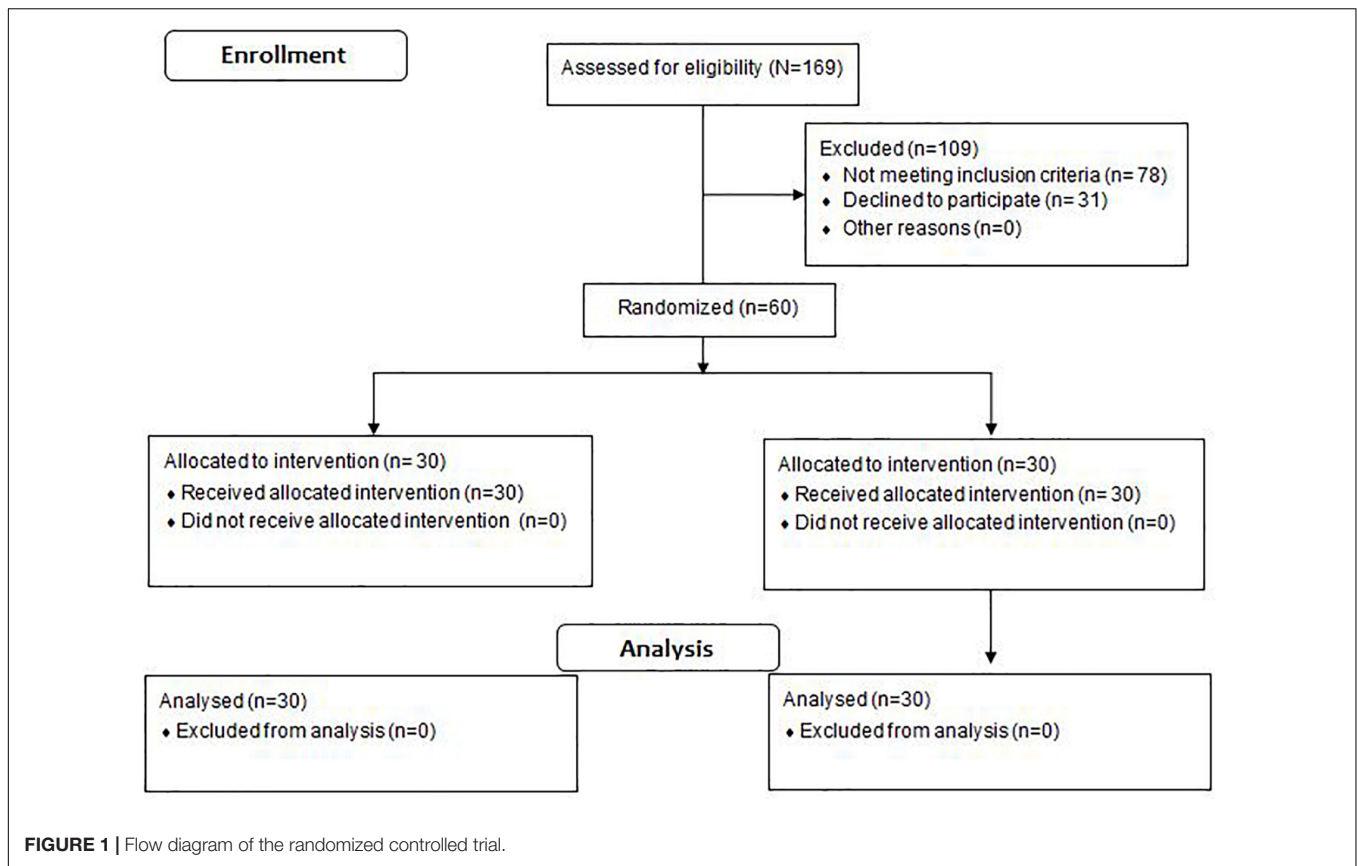 Enrollment
Assessed for eligibility (N=169)
Excluded (n=109)
♦ Not meeting inclusion criteria (n= 78)
♦ Declined to participate (n= 31)
♦ Other reasons (n=0)
Randomized (n=60)
Allocated to intervention (n= 30)
♦ Received allocated intervention (n=30)
♦ Did not receive allocated intervention (n=0)
Allocated to intervention (n=30)
♦ Received allocated intervention (n= 30)
♦ Did not receive allocated intervention (n=0)
Analysis
Analysed (n=30)
♦ Excluded from analysis (n=0)
Analysed (n=30)
♦ Excluded from analysis (n=0)
FIGURE 1 | Flow diagram of the randomized controlled trial.